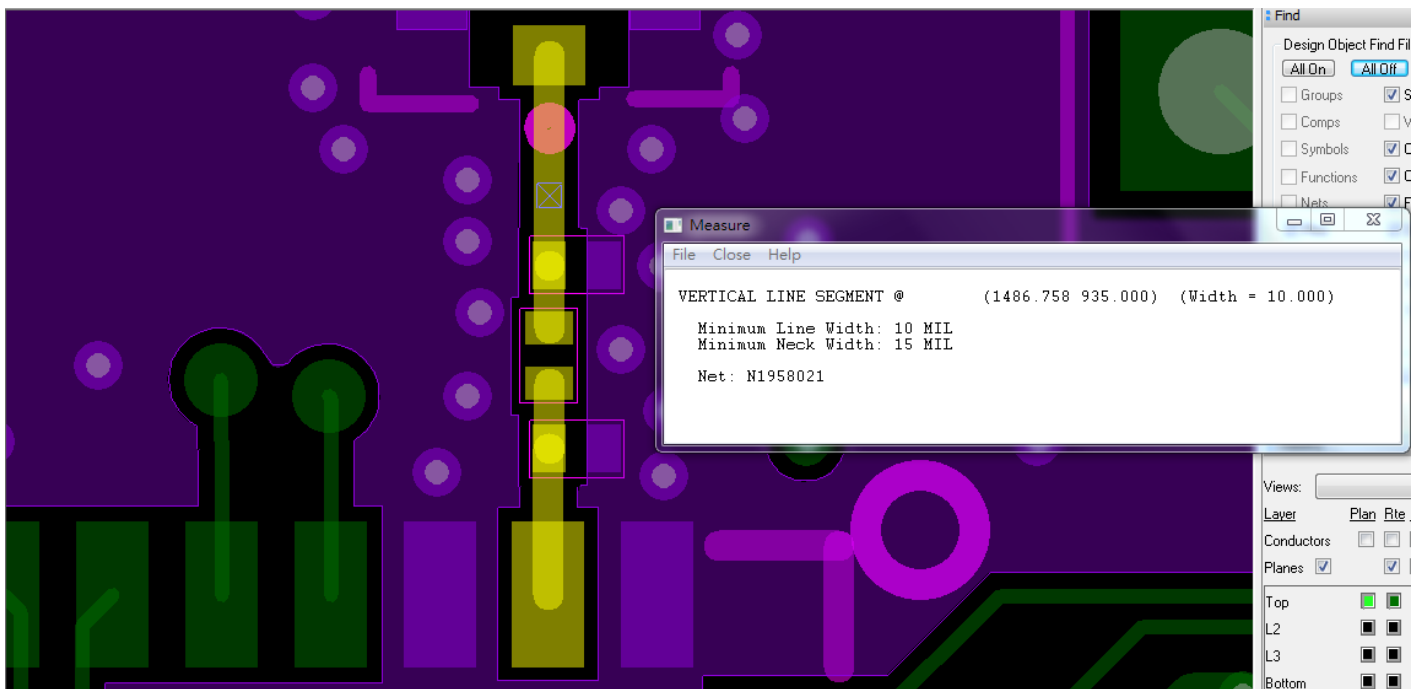 Find
Design Object Find Fil
All On All Off
Groups S
Comps V
Symbols C
Functions C
Nets F
Measure
File Close Help
VERTICAL LINE SEGMENT @ (1486.758 935.000) (Width = 10.000)
Minimum Line Width: 10 MIL
Minimum Neck Width: 15 MIL
Net: N1958021
Views:
Layer Plan Rte
Conductors
Planes
Top
L2
L3
Bottom